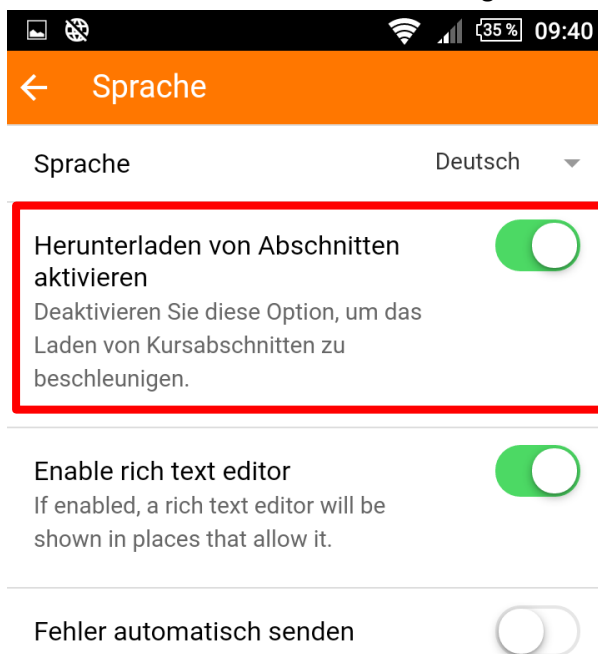 35 % 09:40
Sprache
Sprache Deutsch
Herunterladen von Abschnitten
aktivieren
Deaktivieren Sie diese Option, um das
Laden von Kursabschnitten zu
beschleunigen.
Enable rich text editor
If enabled, a rich text editor will be
shown in places that allow it.
Fehler automatisch senden